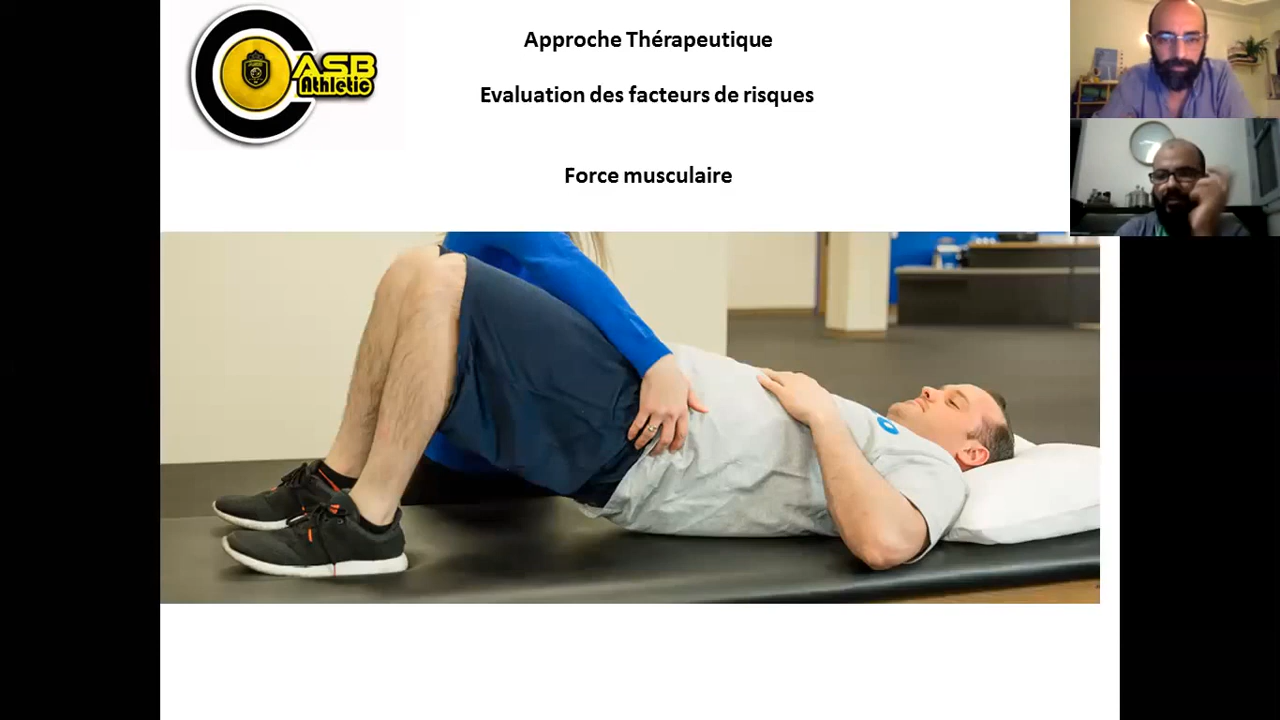 ASB
Athletic
Approche Thérapeutique
Evaluation des facteurs de risques
Force musculaire